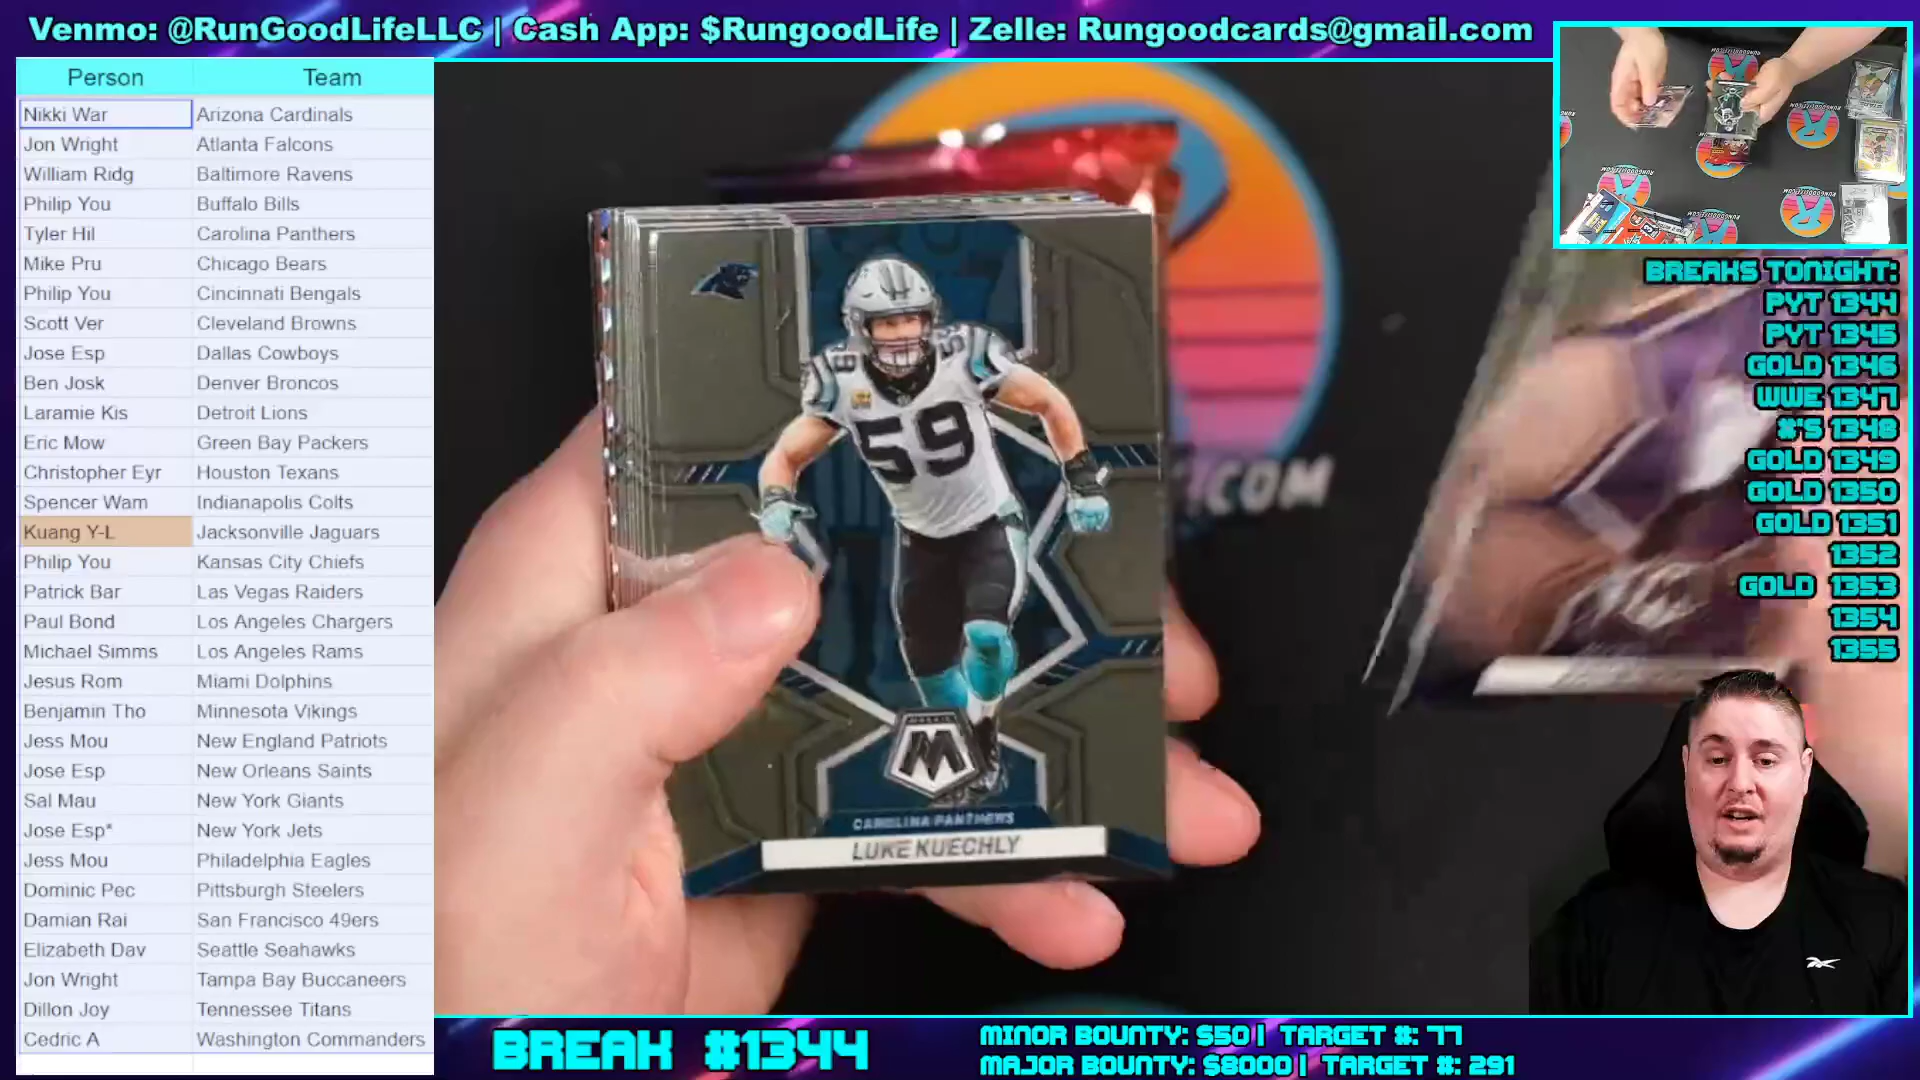 Venmo: @RunGoodLifeLLC | Cash App: $RungoodLife | Zelle: Rungoodcards@gmail.com
Person Team
Nikki War Arizona Cardinals
Jon Wright Atlanta Falcons
William Ridg Baltimore Ravens
Philip You Buffalo Bills
Tyler Hil Carolina Panthers
Mike Pru Chicago Bears
Philip You Cincinnati Bengals
Scott Ver Cleveland Browns
Jose Esp Dallas Cowboys
Ben Josk Denver Broncos
Laramie Kis Detroit Lions
Eric Mow Green Bay Packers
Christopher Eyr Houston Texans
Spencer Wam Indianapolis Colts
Kuang Y-L Jacksonville Jaguars
Philip You Kansas City Chiefs
Patrick Bar Las Vegas Raiders
Paul Bond Los Angeles Chargers
Michael Simms Los Angeles Rams
Jesus Rom Miami Dolphins
Benjamin Tho Minnesota Vikings
Jess Mou New England Patriots
Jose Esp New Orleans Saints
Sal Mau New York Giants
Jose Esp* New York Jets
Jess Mou Philadelphia Eagles
Dominic Pec Pittsburgh Steelers
Damian Rai San Francisco 49ers
Elizabeth Dav Seattle Seahawks
Jon Wright Tampa Bay Buccaneers
Dillon Joy Tennessee Titans
Cedric A Washington Commanders
59
59
.COM
M
CAROLINA PANTHERS
LUKE KUECHLY
BREAKS TONIGHT:
PYT 1344
PYT 1345
GOLD 1346
WWE 1347
#'S 1348
GOLD 1349
GOLD 1350
GOLD 1351
1352
GOLD 1353
1354
1355
BREAK #1344
MINOR BOUNTY: $50 | TARGET #: 77
MAJOR BOUNTY: $8000 | TARGET #: 291